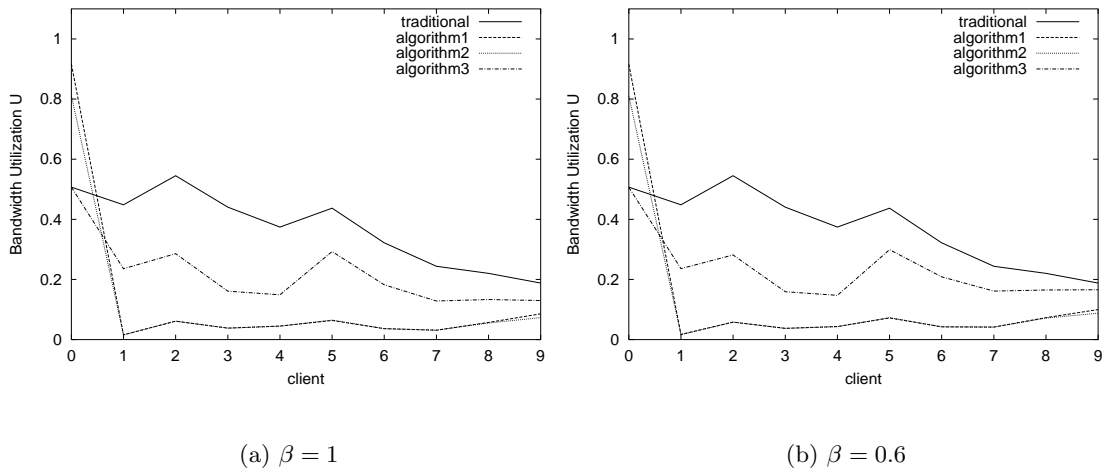 traditional
algorithm1
algorithm2
algorithm3
Bandwidth Utilization U
1
0.8
0.6
0.4
0.2
0
0 1 2 3 4 5 6 7 8 9
client
(a) β = 1
traditional
algorithm1
algorithm2
algorithm3
Bandwidth Utilization U
1
0.8
0.6
0.4
0.2
0
0 1 2 3 4 5 6 7 8 9
client
(b) β = 0.6